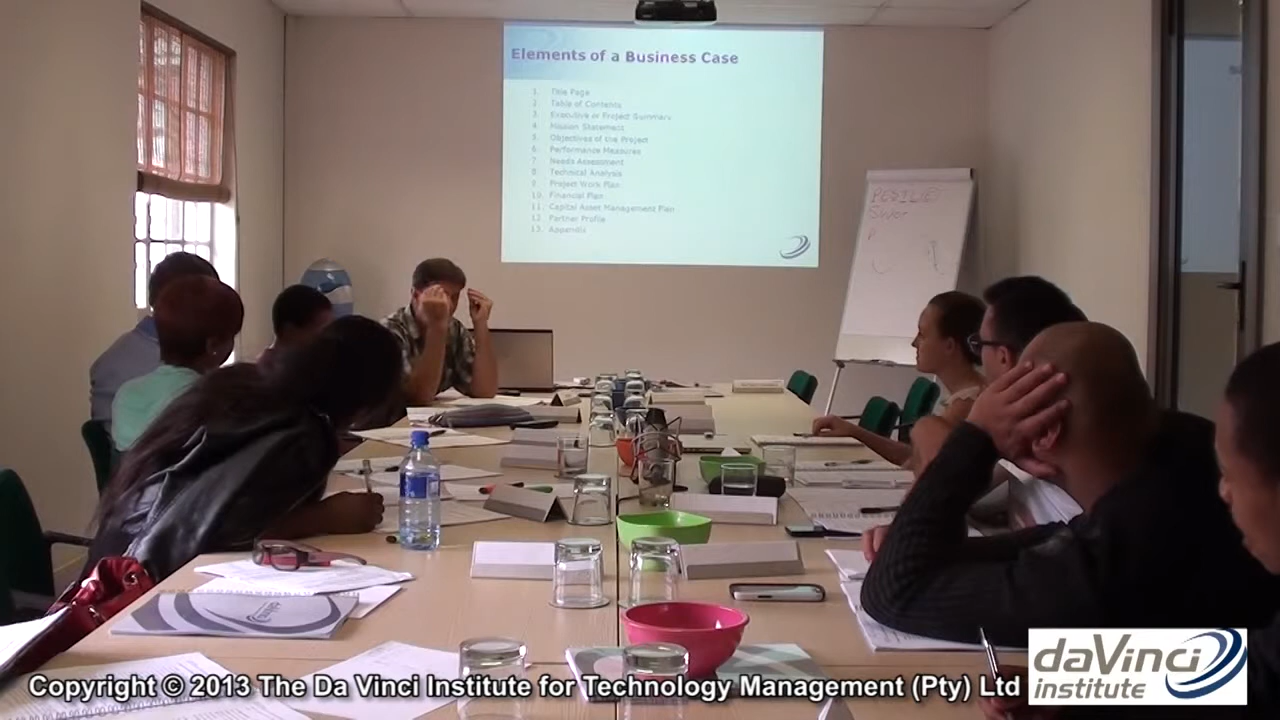 Elements of a Business Case
1. Title Page
2. Table of Contents
3. Executive or Project Summary
4. Mission Statement
5. Objectives of the Project
6. Performance Measures
7. Needs Assessment
8. Technical Analysis
9. Project Work Plan
10. Financial Plan
11. Capital Asset Management Plan
12. Partner Profile
13. Appendix
daVinci
institute
Copyright © 2013 The Da Vinci Institute for Technology Management (Pty) Ltd